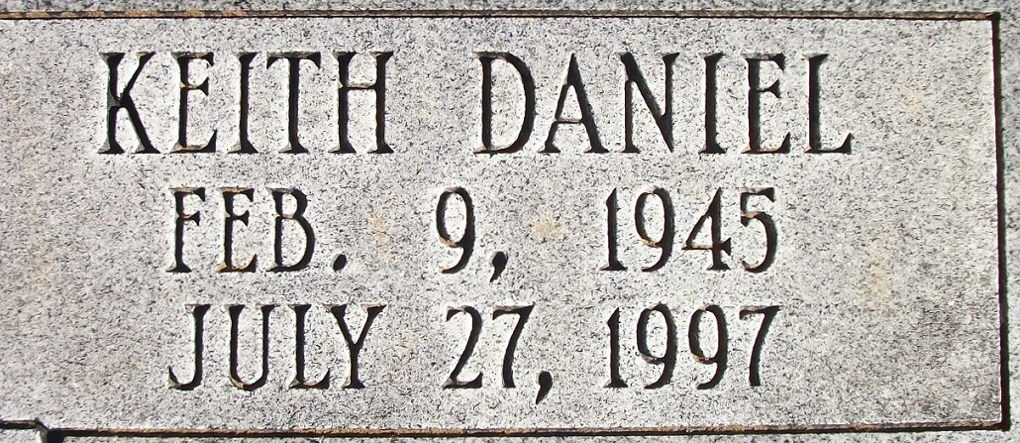 KEITH DANIEL
FEB. 9, 1945
JULY 27, 1997